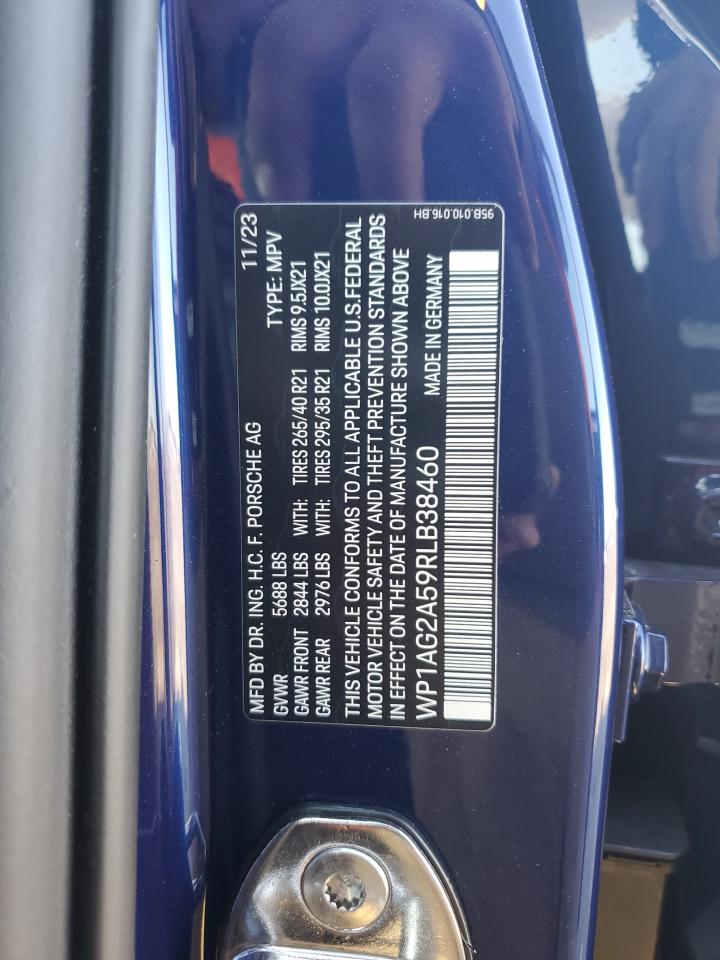 MFD BY DR. ING. H.C. F. PORSCHE AG 11/23
GVWR 5688 LBS TYPE: MPV
GAWR FRONT 2844 LBS WITH: TIRES 265/40 R21 RIMS 9.5JX21
GAWR REAR 2976 LBS WITH: TIRES 295/35 R21 RIMS 10.0JX21
THIS VEHICLE CONFORMS TO ALL APPLICABLE U.S.FEDERAL
MOTOR VEHICLE SAFETY AND THEFT PREVENTION STANDARDS
IN EFFECT ON THE DATE OF MANUFACTURE SHOWN ABOVE
WP1AG2A59RLB38460 MADE IN GERMANY
95B.010.016.BH